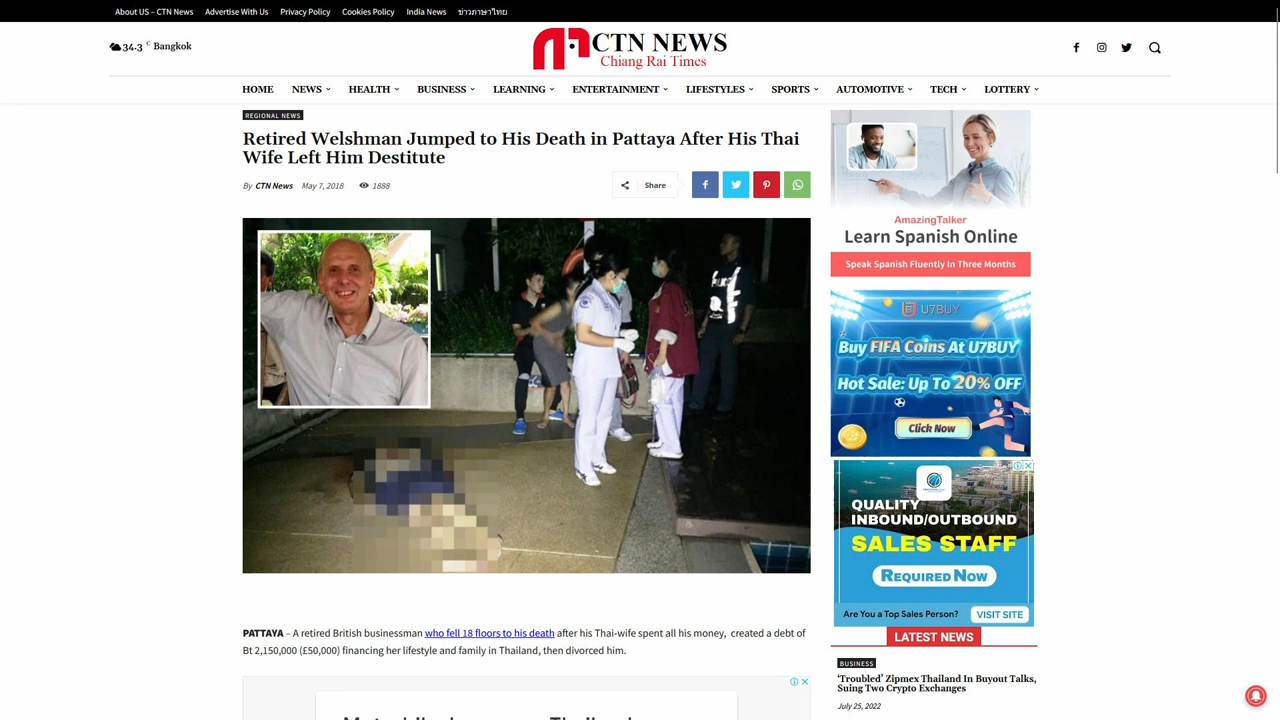 About US – CTN News Advertise With Us Privacy Policy Cookies Policy India News ข่าวภาษาไทย
34.3 C Bangkok
CTN NEWS
Chiang Rai Times
HOME NEWS HEALTH BUSINESS LEARNING ENTERTAINMENT LIFESTYLES SPORTS AUTOMOTIVE TECH LOTTERY
REGIONAL NEWS
Retired Welshman Jumped to His Death in Pattaya After His Thai
Wife Left Him Destitute
By CTN News May 7, 2018 1888
Share
PATTAYA – A retired British businessman who fell 18 floors to his death after his Thai-wife spent all his money, created a debt of
Bt 2,150,000 (£50,000) financing her lifestyle and family in Thailand, then divorced him.
AmazingTalker
Learn Spanish Online
Speak Spanish Fluently In Three Months
U7BUY
Buy FIFA Coins At U7BUY
Hot Sale: Up To 20% OFF
Click Now
QUALITY
INBOUND/OUTBOUND
SALES STAFF
REQUIRED NOW
Are You a Top Sales Person? VISIT SITE
LATEST NEWS
BUSINESS
‘Troubled’ Zipmex Thailand In Buyout Talks,
Suing Two Crypto Exchanges
July 25, 2022